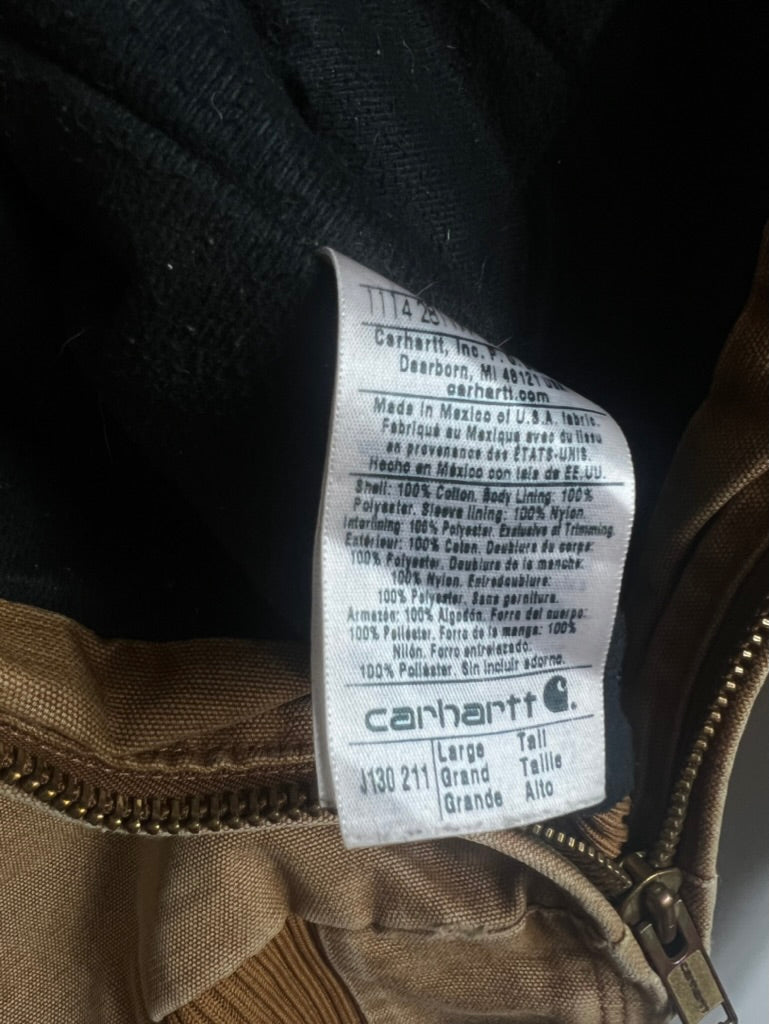 Carhartt, Inc.
Dearborn, MI 48121
carhartt.com
Made in Mexico of U.S.A. fabric.
Fabriqué au Mexique avec du tissu
en provenance des ÉTATS-UNIS.
Hecho en México con tela de EE.UU.
Shell: 100% Cotton. Body Lining: 100%
Polyester. Sleeve lining: 100% Nylon.
Interlining: 100% Polyester. Exclusive of Trimming.
Extérieur: 100% Coton. Doublure du corps:
100% Polyester. Doublure de la manche:
100% Nylon. Entredoublure:
100% Polyester. Sans garniture.
Armazón: 100% Algodón. Forro del cuerpo:
100% Poliéster. Forro de la manga: 100%
Nilón. Forro entrelazado:
100% Poliéster. Sin incluir adorno.
carhartt
J130 211
Large Tall
Grand Taille
Grande Alto